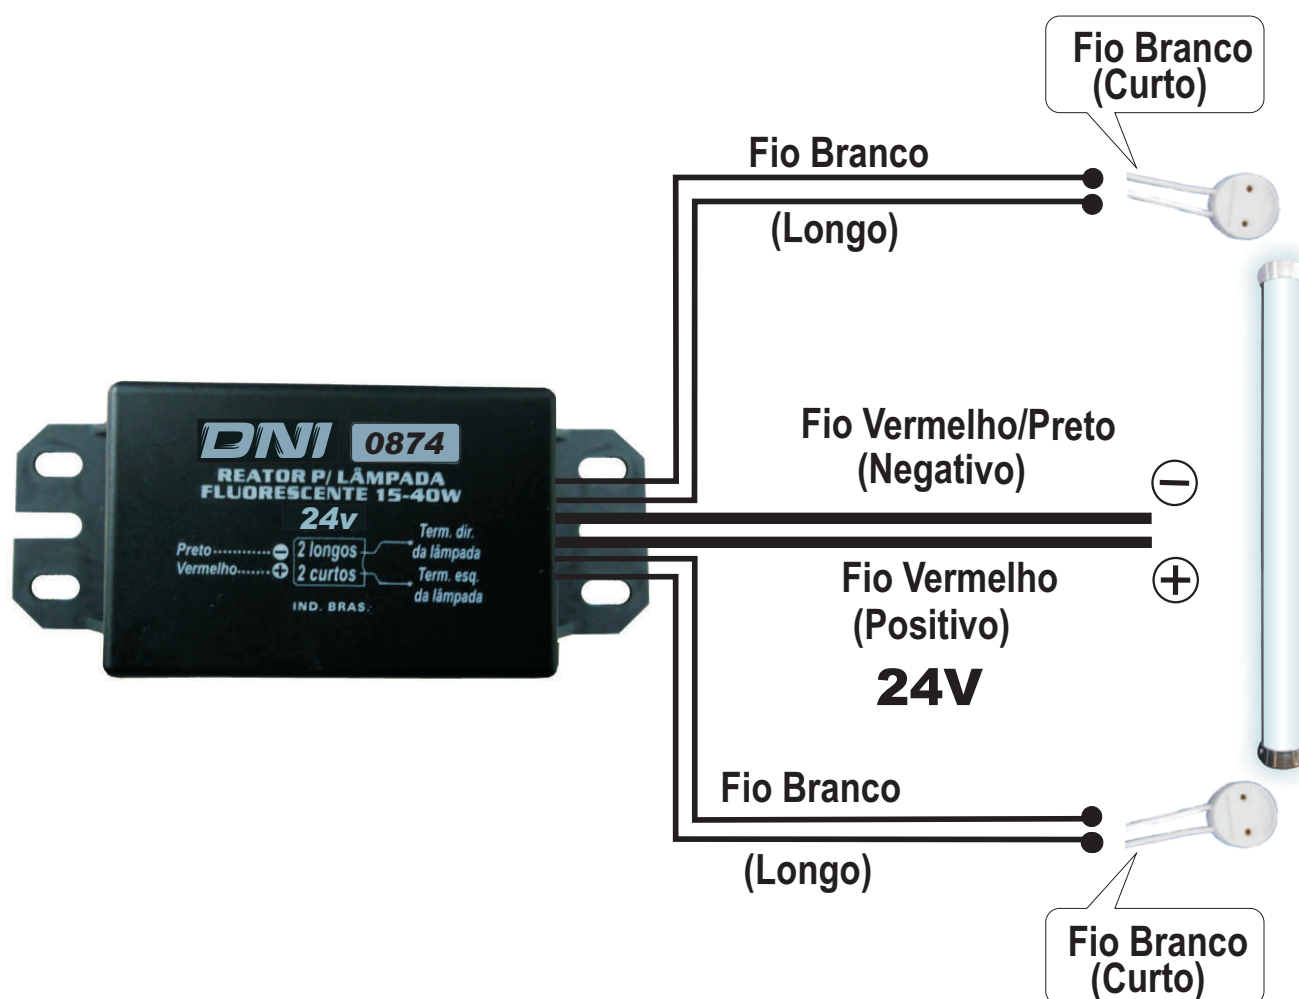 Fio Branco
(Curto)
Fio Branco
(Longo)
DNI 0874
REATOR P/ LÂMPADA
FLUORESCENTE 15-40W
24v
Preto............ −
Vermelho...... +
2 longos
2 curtos
Term. dir.
da lâmpada
Term. esq.
da lâmpada
IND. BRAS.
Fio Vermelho/Preto
(Negativo)
−
+
Fio Vermelho
(Positivo)
24V
Fio Branco
(Longo)
Fio Branco
(Curto)